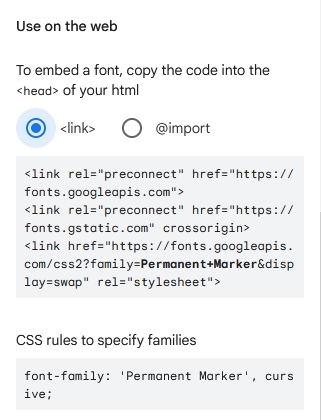 Use on the web
To embed a font, copy the code into the
<head> of your html
<link>
@import
<link rel="preconnect" href="https://
fonts.googleapis.com">
<link rel="preconnect" href="https://
fonts.gstatic.com" crossorigin>
<link href="https://fonts.googleapis.
com/css2?family=Permanent+Marker&disp
lay=swap" rel="stylesheet">
CSS rules to specify families
font-family: 'Permanent Marker', curs
ive;